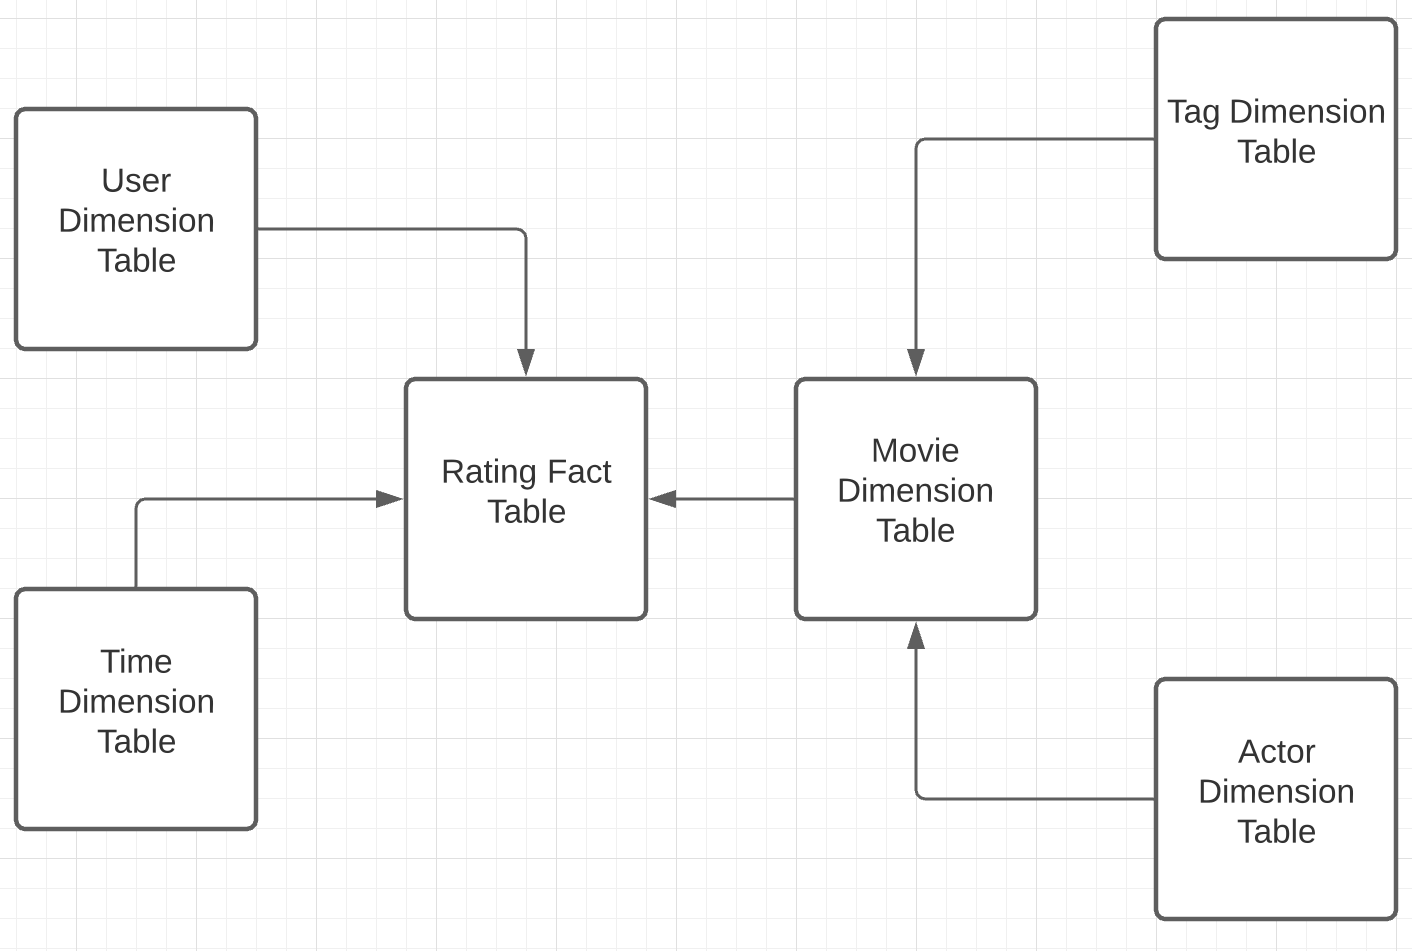 Tag Dimension
Table
User
Dimension
Table
Rating Fact
Table
Movie
Dimension
Table
Time
Dimension
Table
Actor
Dimension
Table